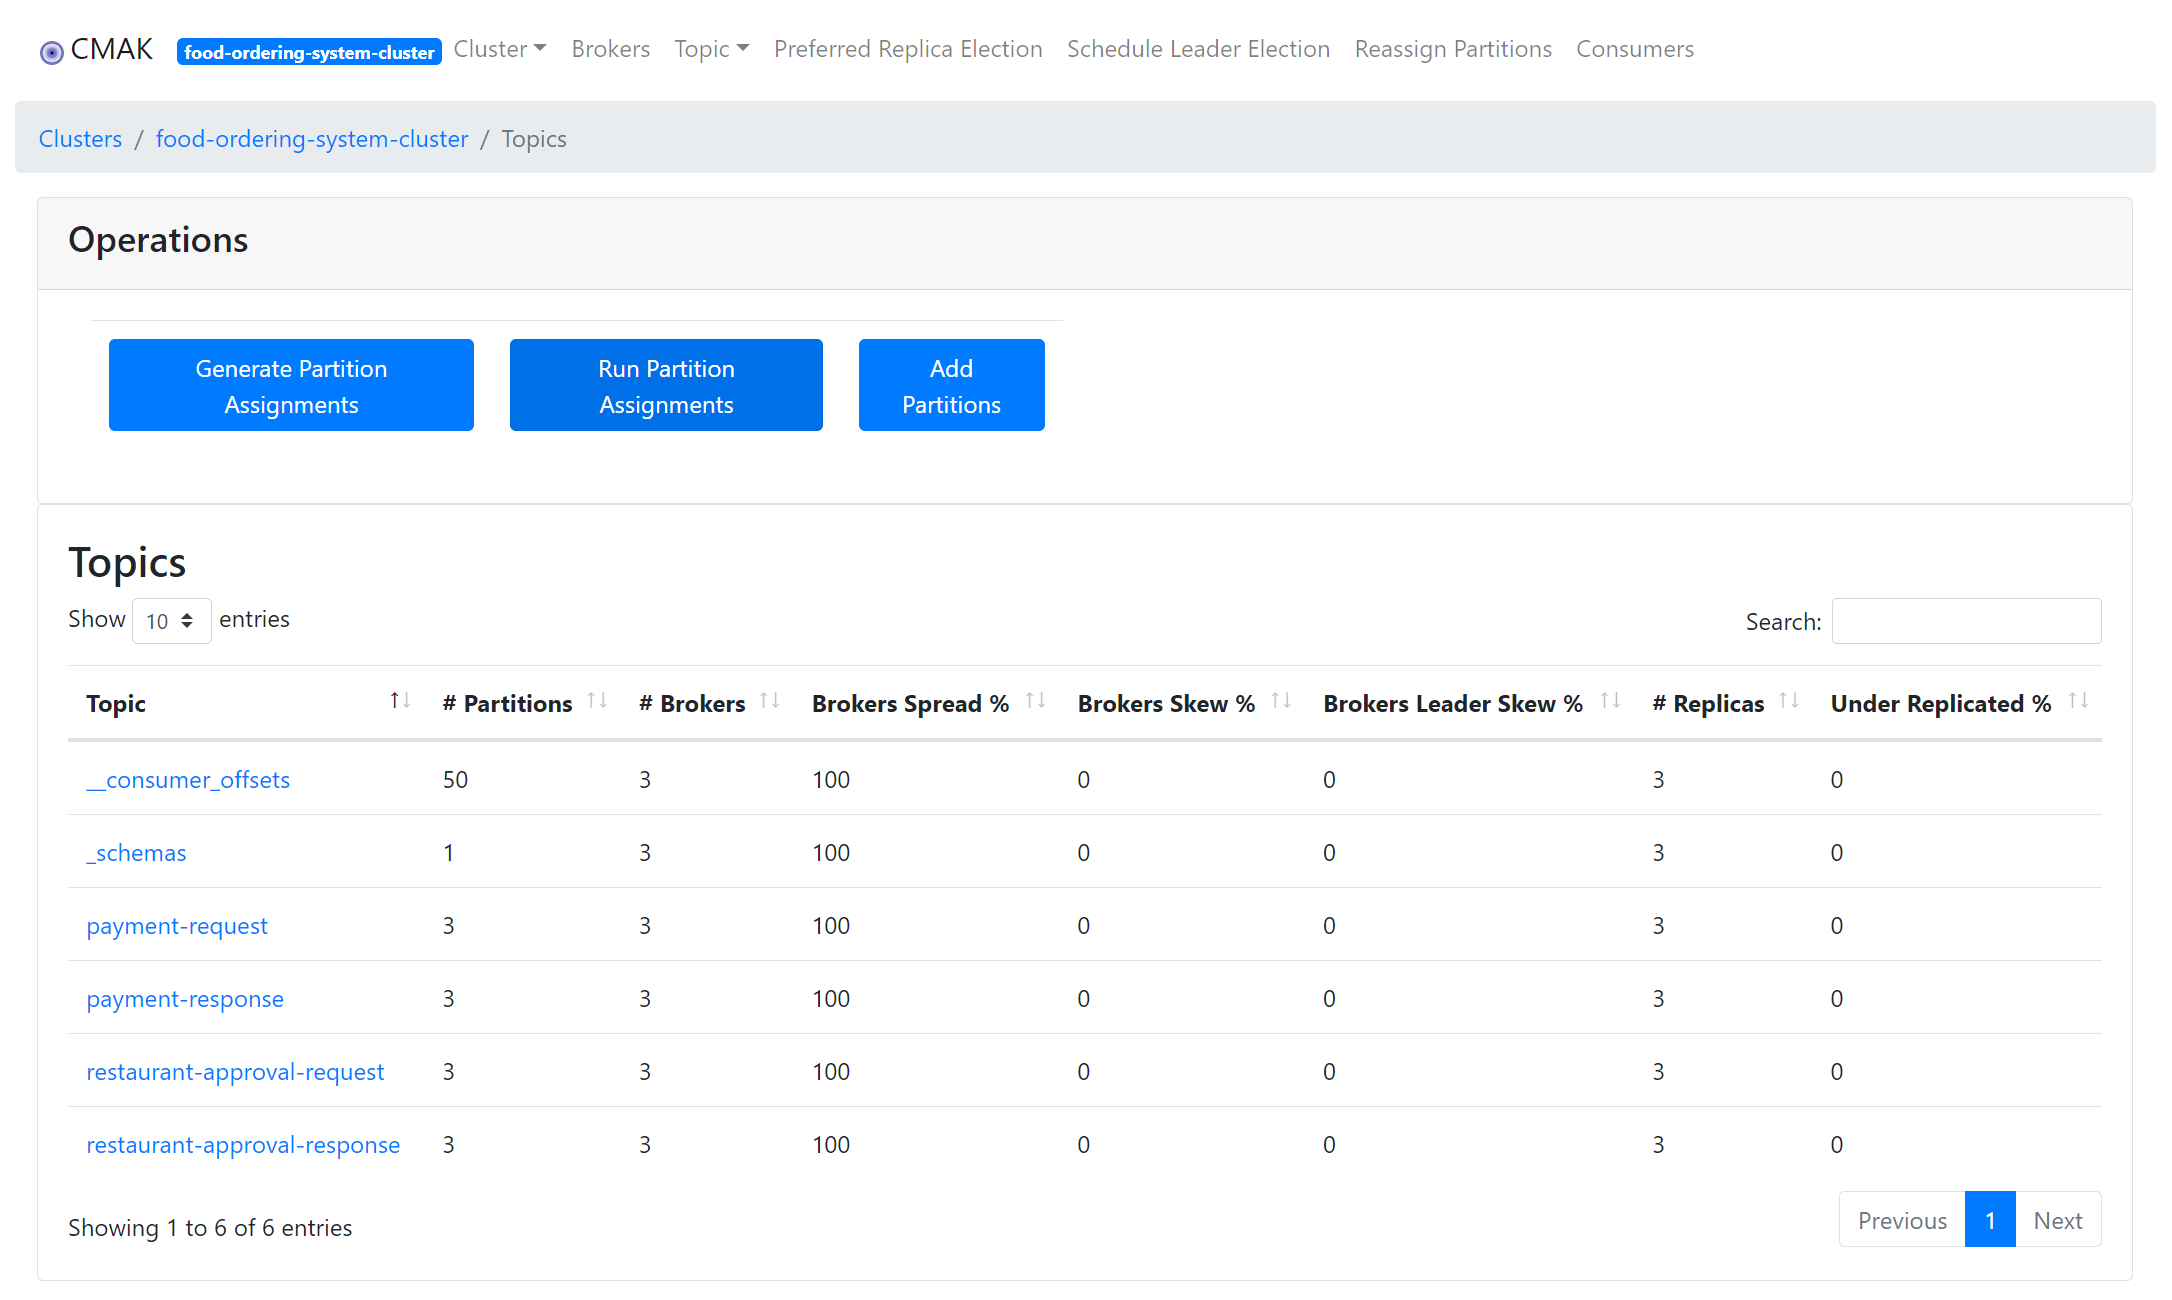 CMAK food-ordering-system-cluster Cluster Brokers Topic Preferred Replica Election Schedule Leader Election Reassign Partitions Consumers
Clusters / food-ordering-system-cluster / Topics
Operations
Generate Partition Assignments
Run Partition Assignments
Add Partitions
Topics
Show 10 entries
Search:
Topic # Partitions # Brokers Brokers Spread % Brokers Skew % Brokers Leader Skew % # Replicas Under Replicated %
__consumer_offsets 50 3 100 0 0 3 0
_schemas 1 3 100 0 0 3 0
payment-request 3 3 100 0 0 3 0
payment-response 3 3 100 0 0 3 0
restaurant-approval-request 3 3 100 0 0 3 0
restaurant-approval-response 3 3 100 0 0 3 0
Showing 1 to 6 of 6 entries
Previous 1 Next